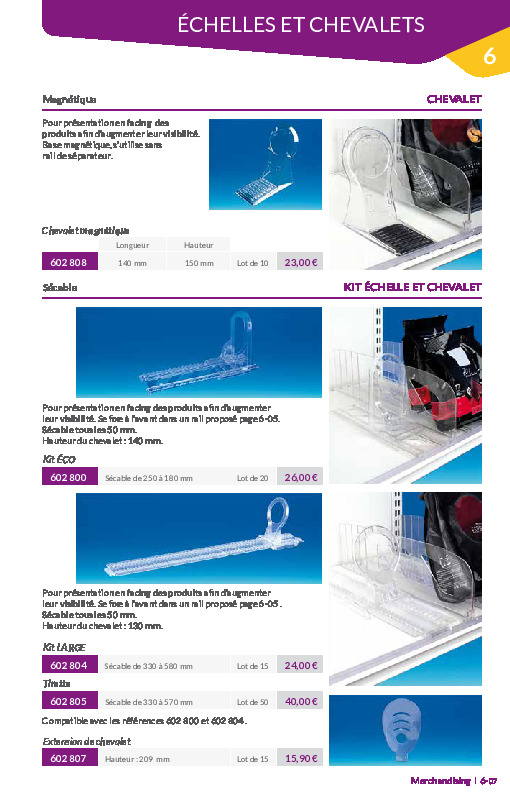 ÉCHELLES ET CHEVALETS
6
Magnétique
CHEVALET
Pour présentation en facing des
produits afin d'augmenter leur visibilité.
Base magnétique, s'utilise sans
rail de séparateur.
Chevalet magnétique
Longueur Hauteur
602 808 140 mm 150 mm Lot de 10 23,00 €
Sécable
KIT ÉCHELLE ET CHEVALET
Pour présentation en facing des produits afin d'augmenter
leur visibilité. Se fixe à l'avant dans un rail proposé page 6-05.
Sécable tous les 50 mm.
Hauteur du chevalet : 140 mm.
Kit ÉCO
602 800 Sécable de 250 à 180 mm Lot de 20 26,00 €
Pour présentation en facing des produits afin d'augmenter
leur visibilité. Se fixe à l'avant dans un rail proposé page 6-05 .
Sécable tous les 50 mm.
Hauteur du chevalet : 130 mm.
Kit LARGE
602 804 Sécable de 330 à 580 mm Lot de 15 24,00 €
Tirette
602 805 Sécable de 330 à 570 mm Lot de 50 40,00 €
Compatible avec les références 602 800 et 602 804 .
Extension de chevalet
602 807 Hauteur : 209 mm Lot de 15 15,90 €
Merchandising | 6-07